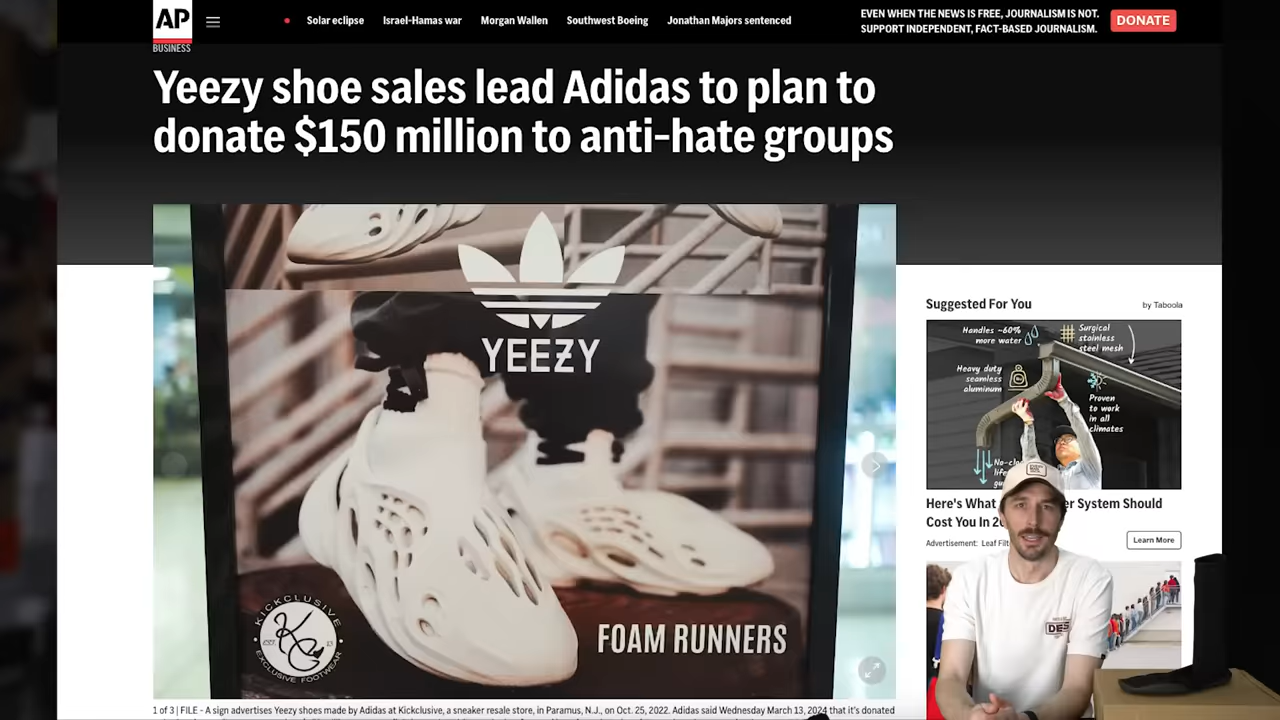 AP
Solar eclipse
Israel-Hamas war
Morgan Wallen
Southwest Boeing
Jonathan Majors sentenced
EVEN WHEN THE NEWS IS FREE, JOURNALISM IS NOT.
SUPPORT INDEPENDENT, FACT-BASED JOURNALISM.
DONATE
BUSINESS
Yeezy shoe sales lead Adidas to plan to
donate $150 million to anti-hate groups
YEEZY
FOAM RUNNERS
KICKCLUSIVE
KC
EXCLUSIVE FOOTWEAR
1 of 3 | FILE - A sign advertises Yeezy shoes made by Adidas at Kickclusive, a sneaker resale store, in Paramus, N.J., on Oct. 25, 2022. Adidas said Wednesday March 13, 2024 that it's donated
Suggested For You
by Taboola
Handles ~60%
more water
Surgical
stainless
steel mesh
Heavy duty
seamless
aluminum
Proven
to work
in all
climates
Here's What
System Should
Cost You In
Advertisement: Leaf
Learn More